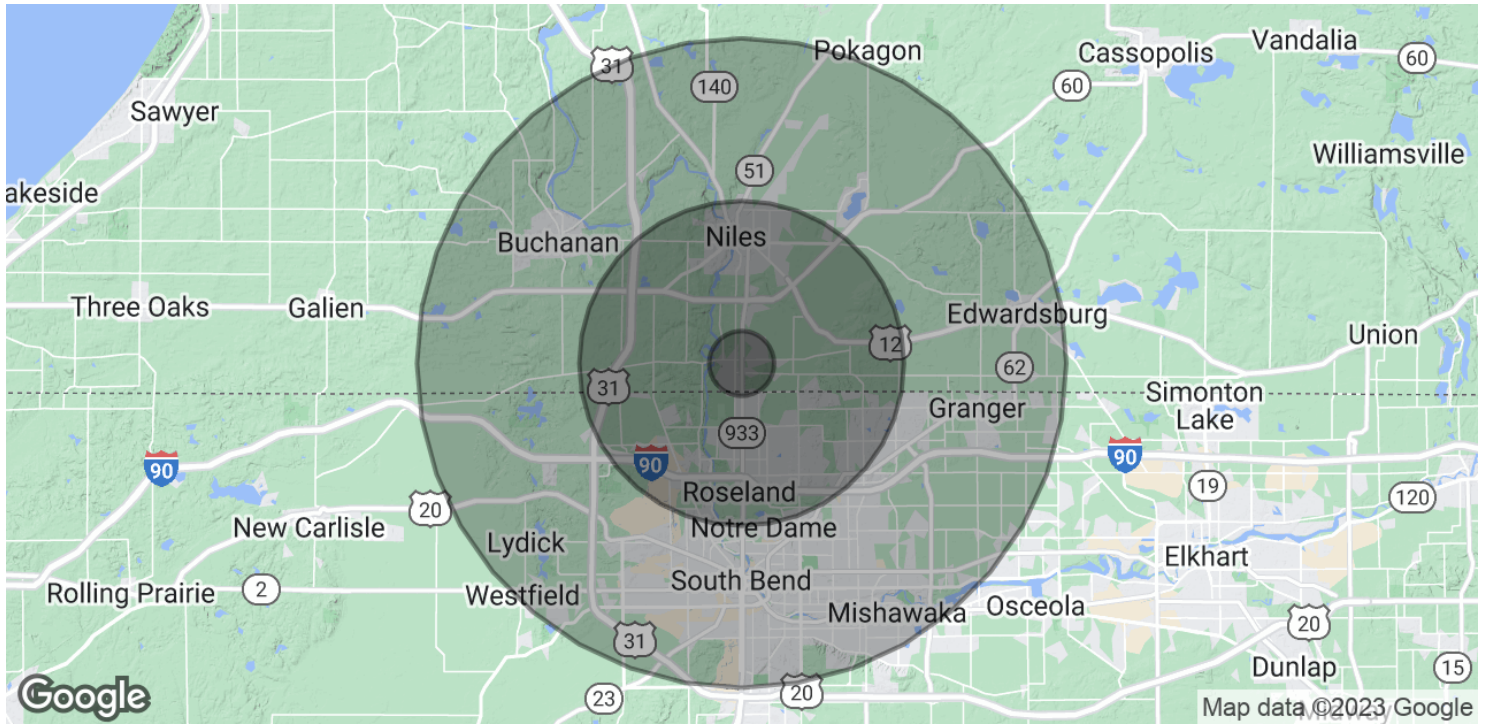 Pokagon
Cassopolis
Vandalia
31
140
60
60
Sawyer
51
Williamsville
akeside
Buchanan
Niles
Three Oaks
Galien
Edwardsburg
12
Union
31
62
Simonton
Lake
Granger
933
90
90
90
Roseland
19
120
20
New Carlisle
Notre Dame
Lydick
Elkhart
Rolling Prairie
2
Westfield
South Bend
Mishawaka
Osceola
31
20
Dunlap
15
Google
23
20
Map data ©2023 Google